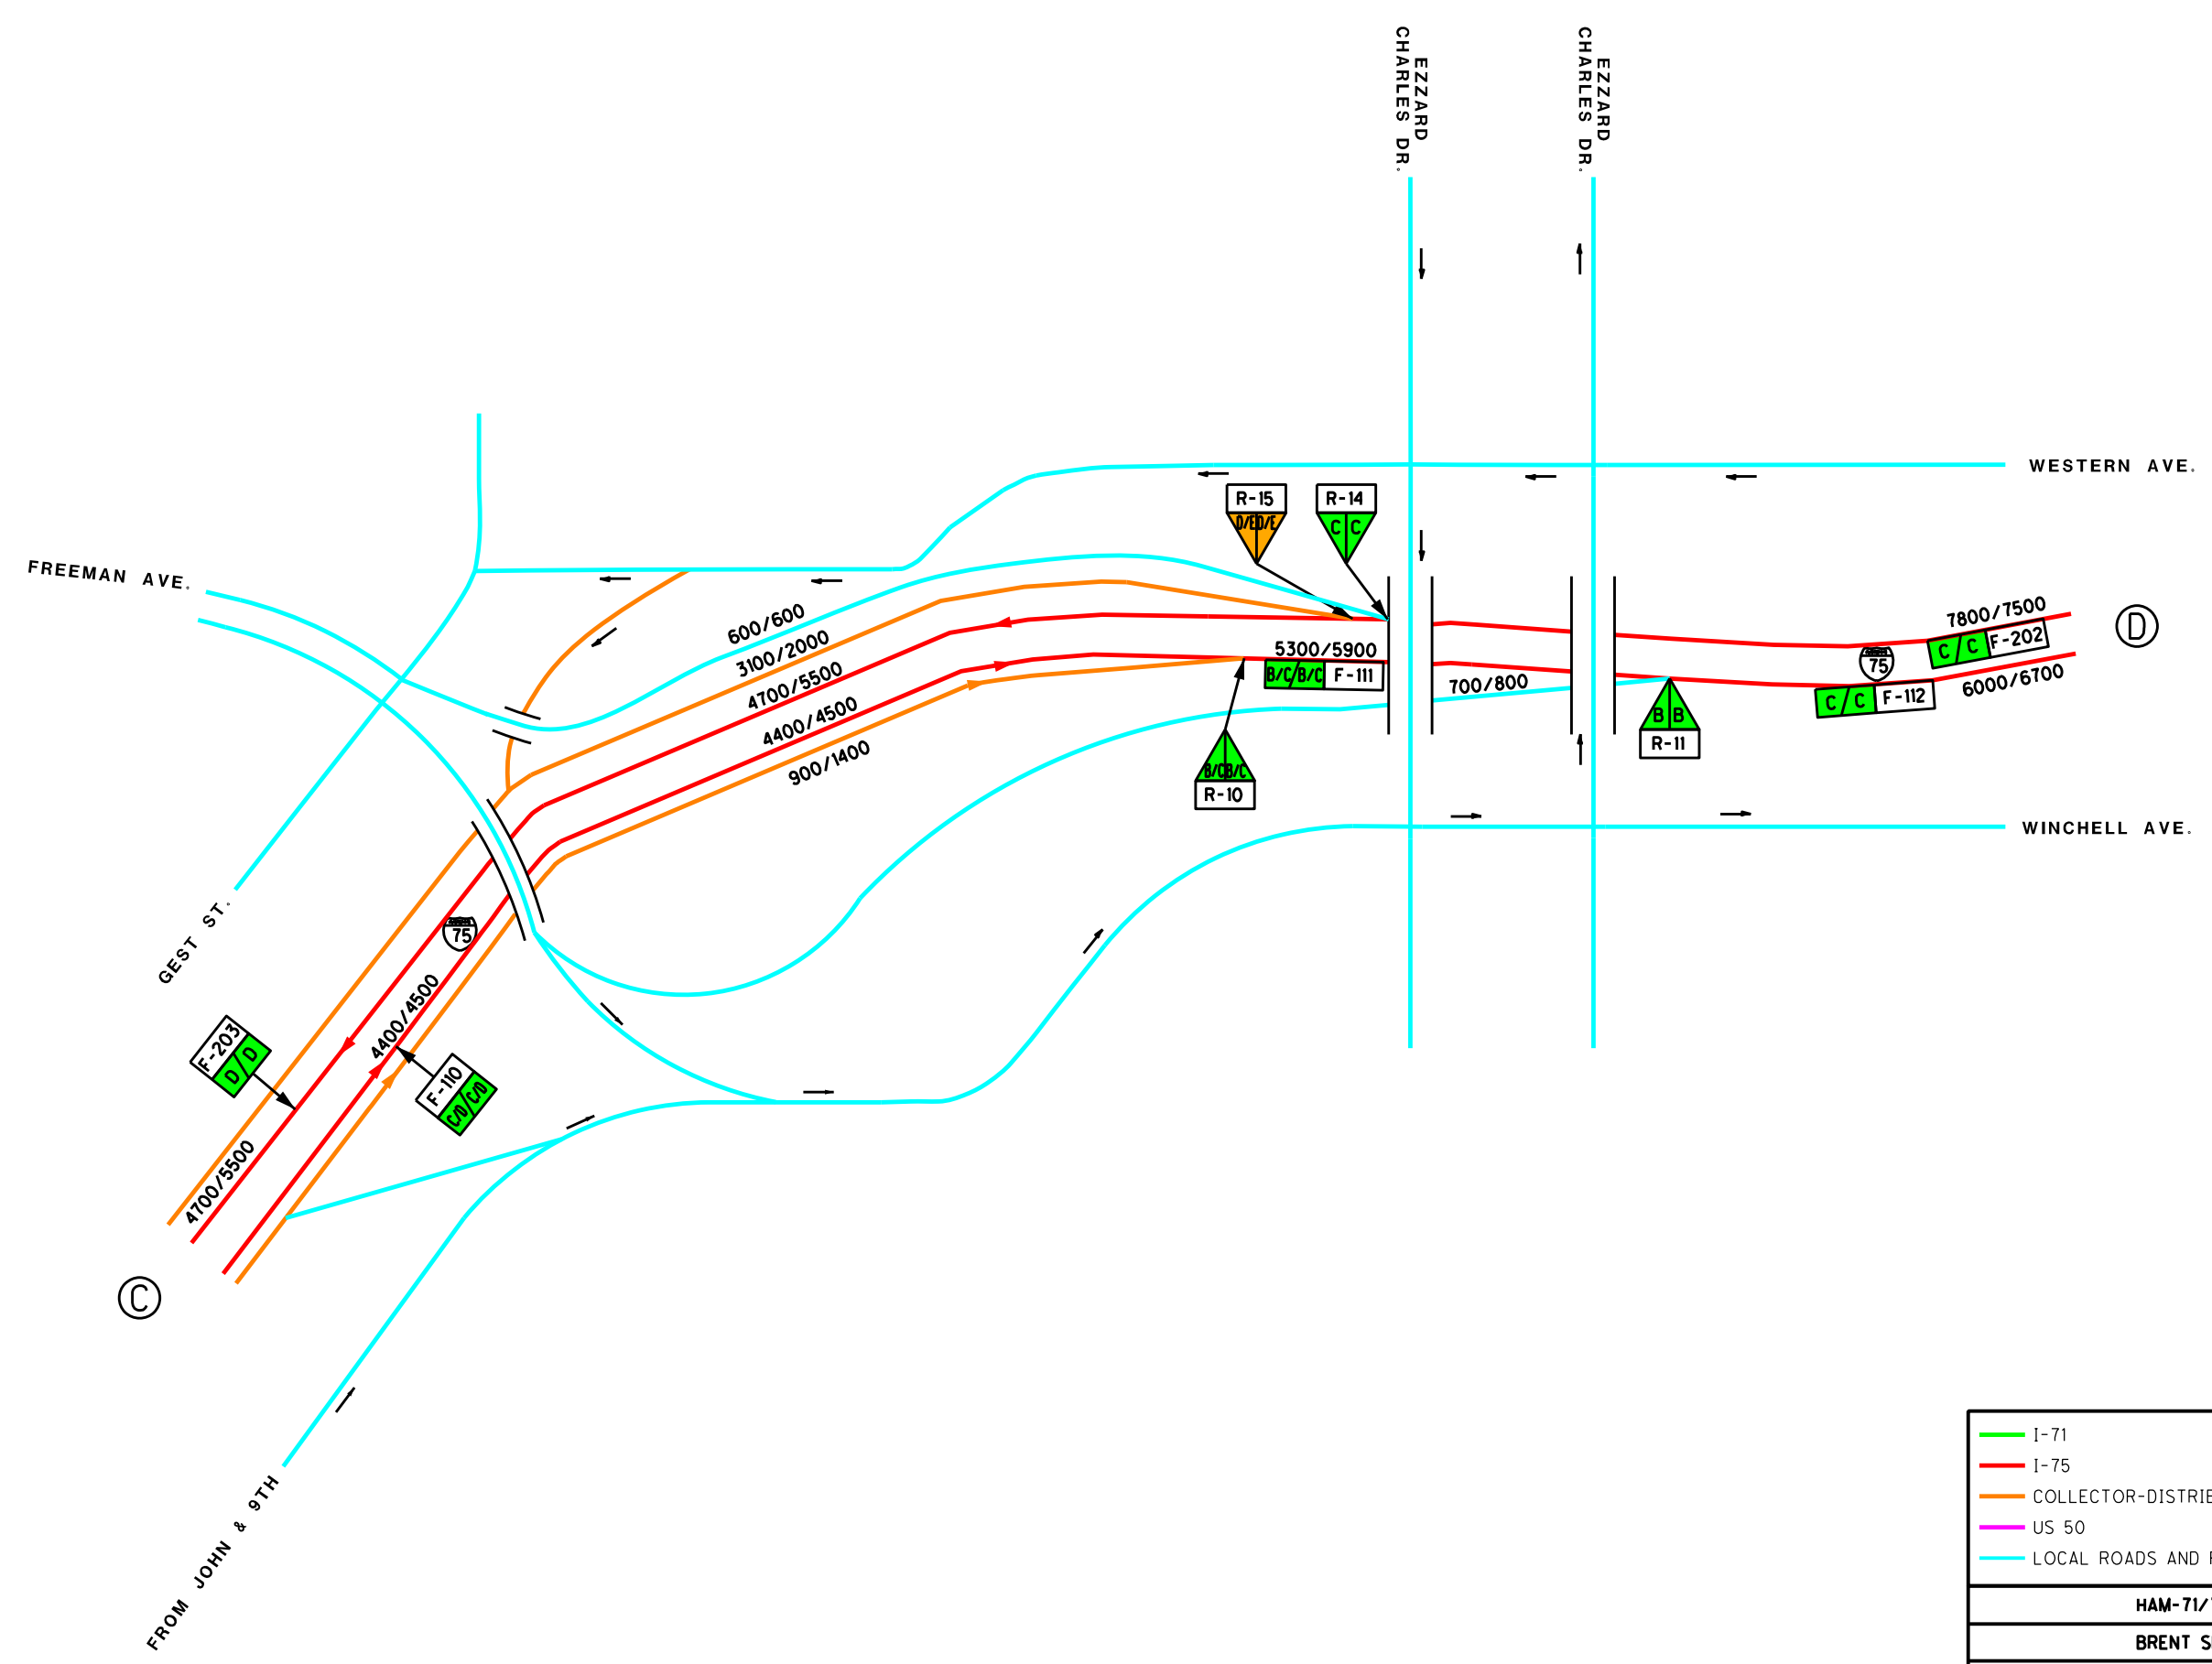 EZZARD
CHARLES DR.
EZZARD
CHARLES DR.
WESTERN AVE.
R-15
D/E D/E
R-14
C C
FREEMAN AVE.
600/600
3100/2000
4700/5500
4400/4500
900/1400
5300/5900
B/C/B/C F-111
700/800
7800/7500
C/C F-202
75
C/C F-112
6000/6700
D
B B
R-11
B/C B/C
R-10
WINCHELL AVE.
GEST ST.
75
4400/4500
F-203
D/D
F-110
C/D/C/D
4700/5500
C
FROM JOHN & 9TH
I-71
I-75
COLLECTOR-DISTRIB
US 50
LOCAL ROADS AND
HAM-71/
BRENT S